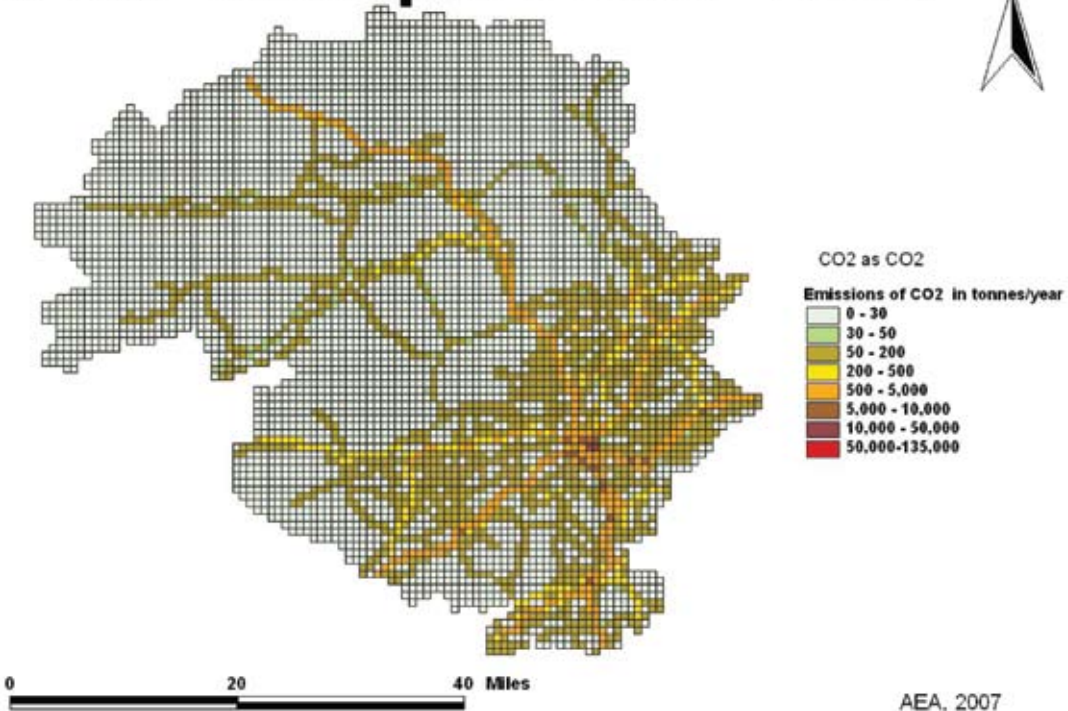 CO2 as CO2
Emissions of CO2 in tonnes/year
0 - 30
30 - 50
50 - 200
200 - 500
500 - 5,000
5,000 - 10,000
10,000 - 50,000
50,000-135,000
0 20 40 Miles
AEA, 2007